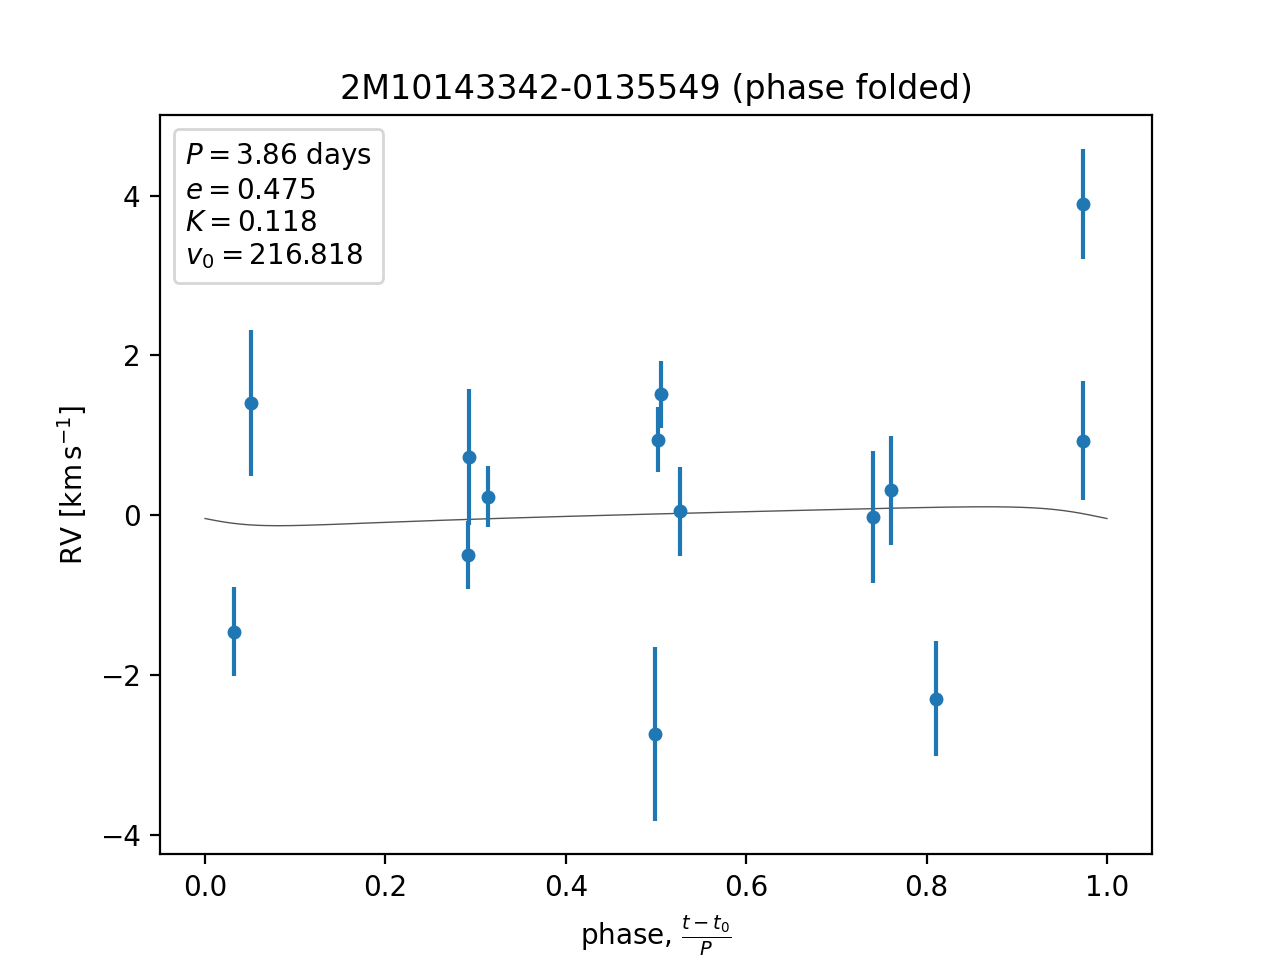 2M10143342-0135549 (phase folded)
P = 3.86 days
e = 0.475
K = 0.118
v₀ = 216.818
4
2
0
−2
−4
RV [km s⁻¹]
0.0 0.2 0.4 0.6 0.8 1.0
phase, (t − t₀)/P